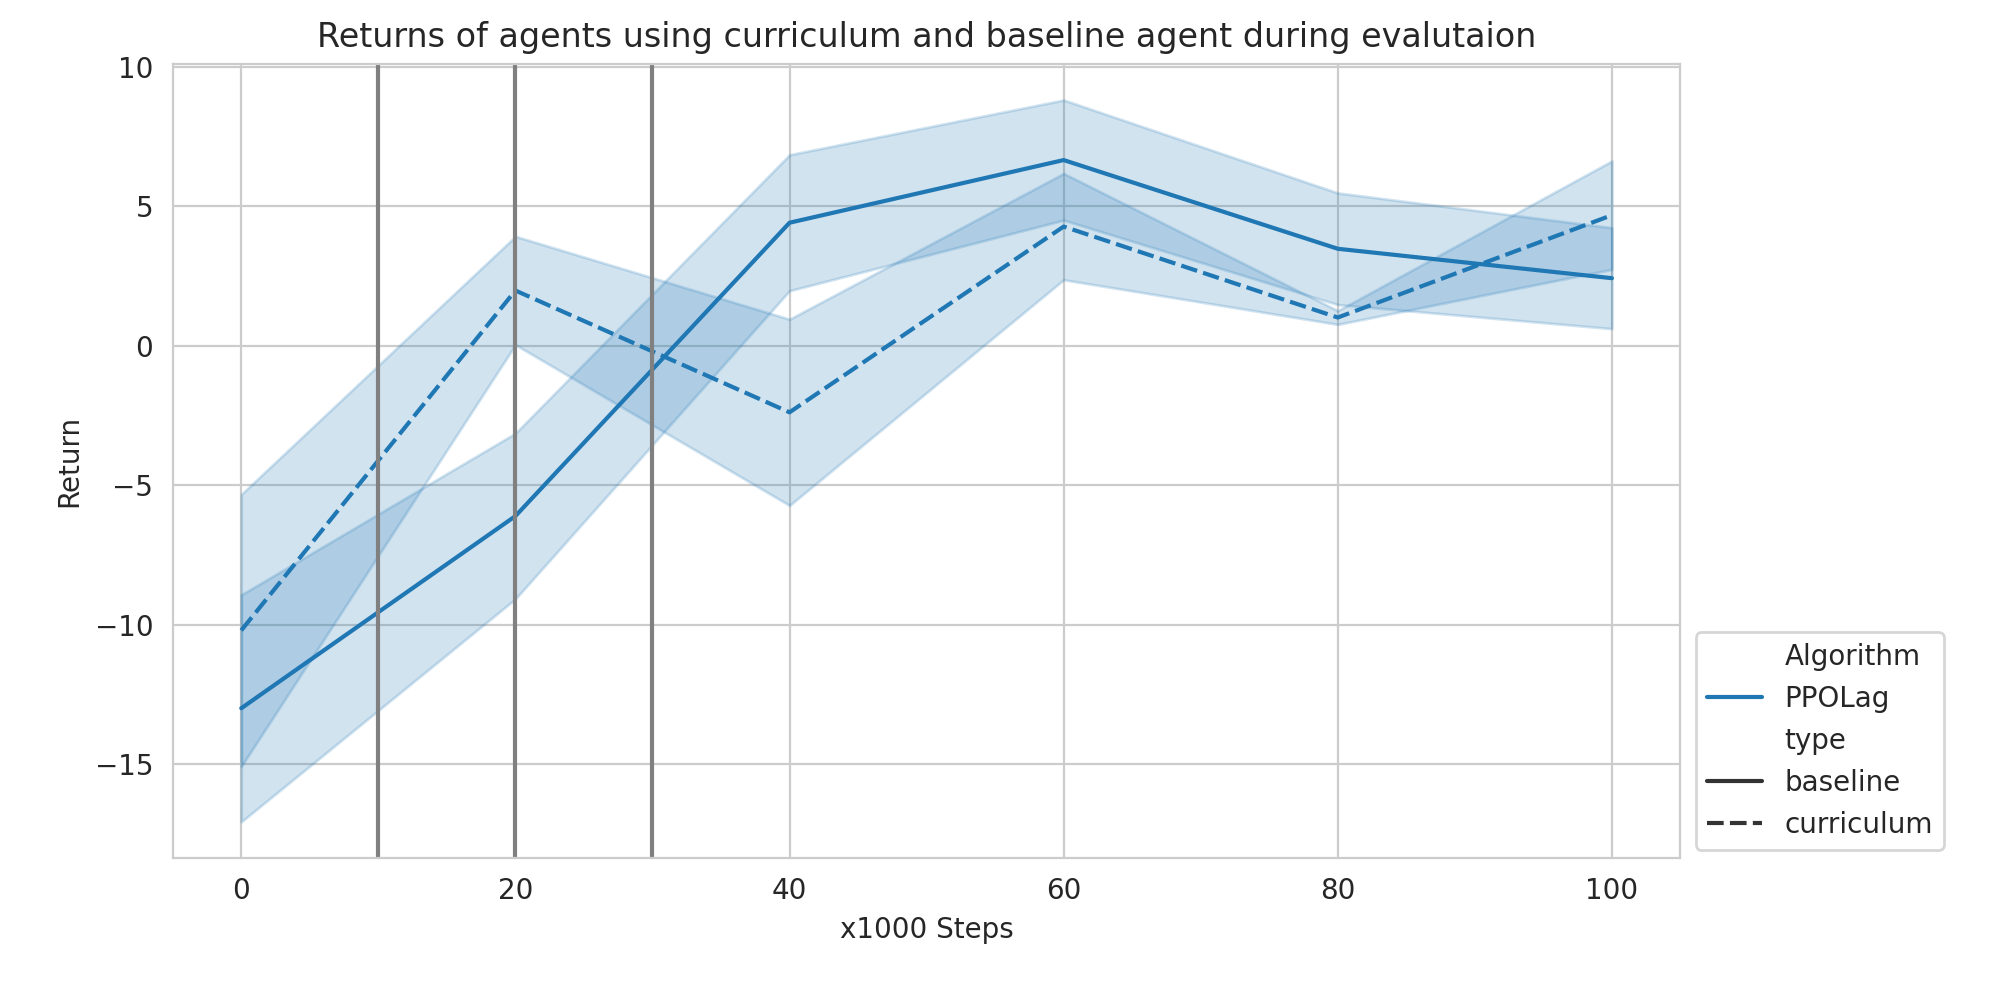 Returns of agents using curriculum and baseline agent during evalutaion
10
5
0
−5
−10
−15
Return
0 20 40 60 80 100
x1000 Steps
Algorithm
PPOLag
type
baseline
curriculum